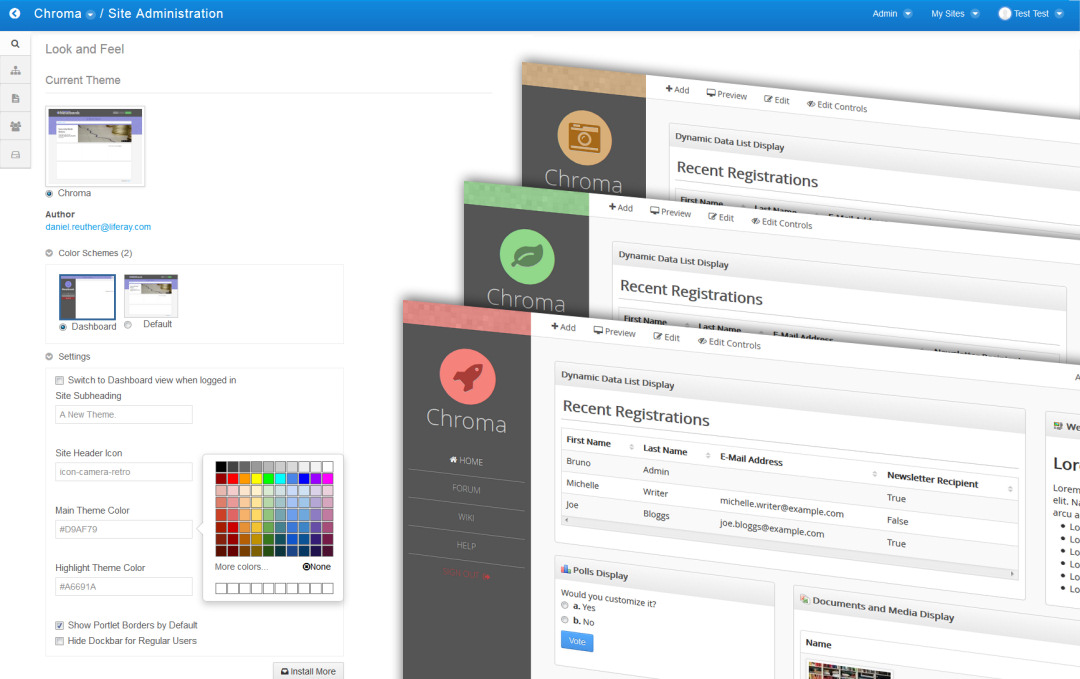 Chroma / Site Administration
Admin
My Sites
Test Test
Look and Feel
Current Theme
Chroma
Author
daniel.reuther@liferay.com
Color Schemes (2)
Dashboard
Default
Settings
Switch to Dashboard view when logged in
Site Subheading
A New Theme.
Site Header Icon
icon-camera-retro
Main Theme Color
#D9AF79
Highlight Theme Color
#A6691A
Show Portlet Borders by Default
Hide Dockbar for Regular Users
Install More
More colors...
None
Add
Preview
Edit
Edit Controls
Chroma
Dynamic Data List Display
Recent Registrations
First Name
Last Name
Add
Preview
Edit
Edit Controls
Chroma
Dynamic Data List Display
Recent Registrations
First Name
Last Name
E-Mail Address
Add
Preview
Edit
Edit Controls
Chroma
HOME
FORUM
WIKI
HELP
SIGN OUT
Dynamic Data List Display
Recent Registrations
First Name
Last Name
E-Mail Address
Newsletter Recipient
Bruno
Admin
True
Michelle
Writer
michelle.writer@example.com
False
Joe
Bloggs
joe.bloggs@example.com
True
Polls Display
Would you customize it?
a. Yes
b. No
Vote
Documents and Media Display
Name
We
Lor
Lorem
elit. Na
arcu a
Lo
Lo
Lo
Lo
Lo
Lo